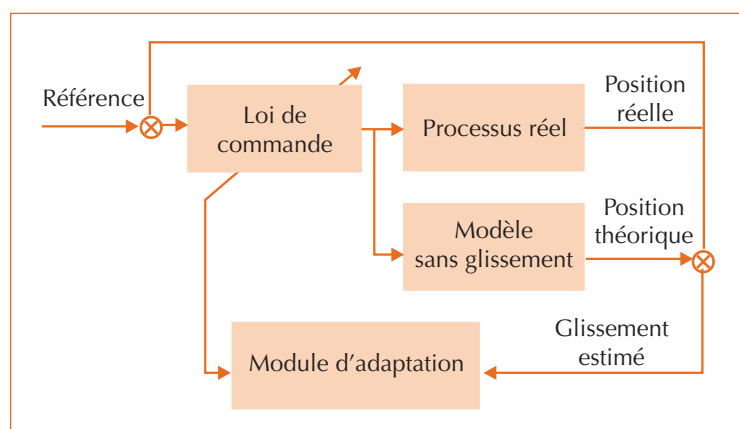 Référence
Loi de
commande
Processus réel
Position
réelle
Modèle
sans glissement
Position
théorique
Module d'adaptation
Glissement
estimé